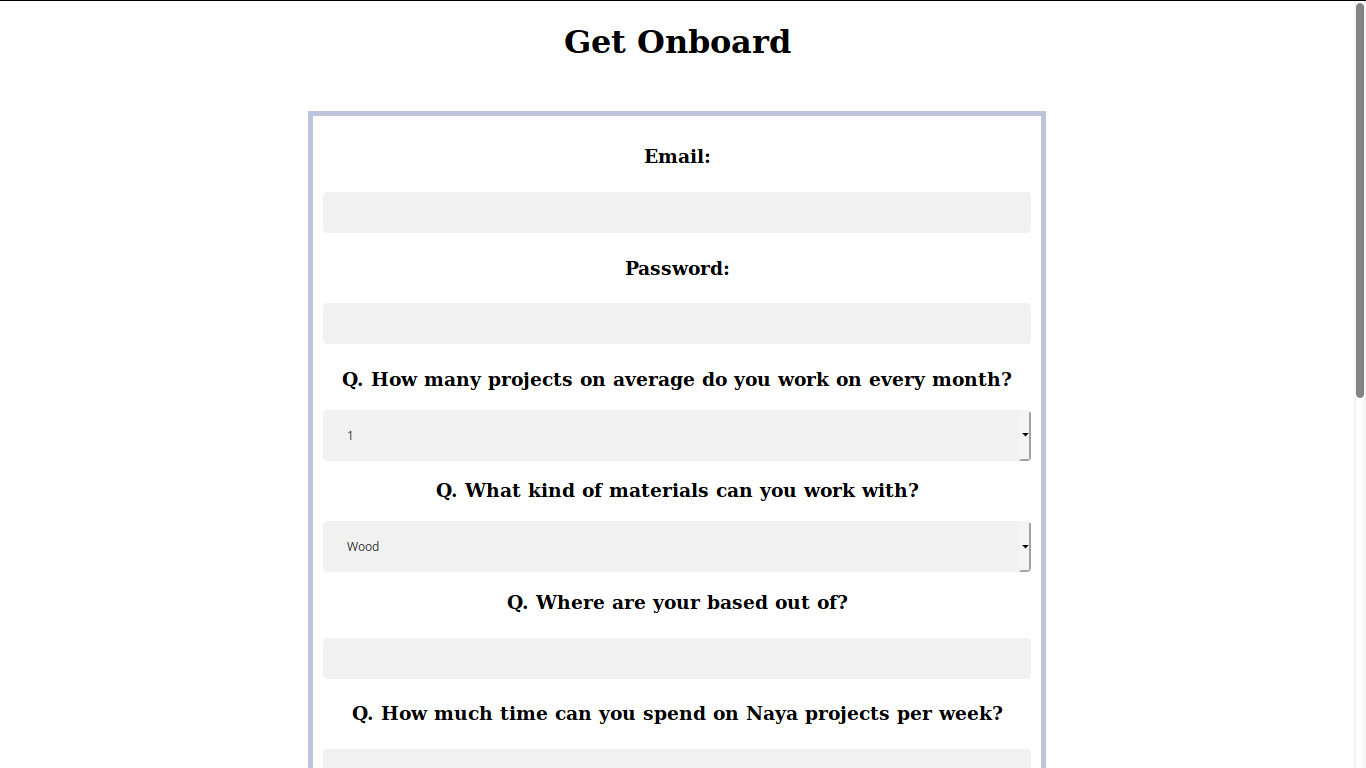 Get Onboard
Email:
Password:
Q. How many projects on average do you work on every month?
1
Q. What kind of materials can you work with?
Wood
Q. Where are your based out of?
Q. How much time can you spend on Naya projects per week?